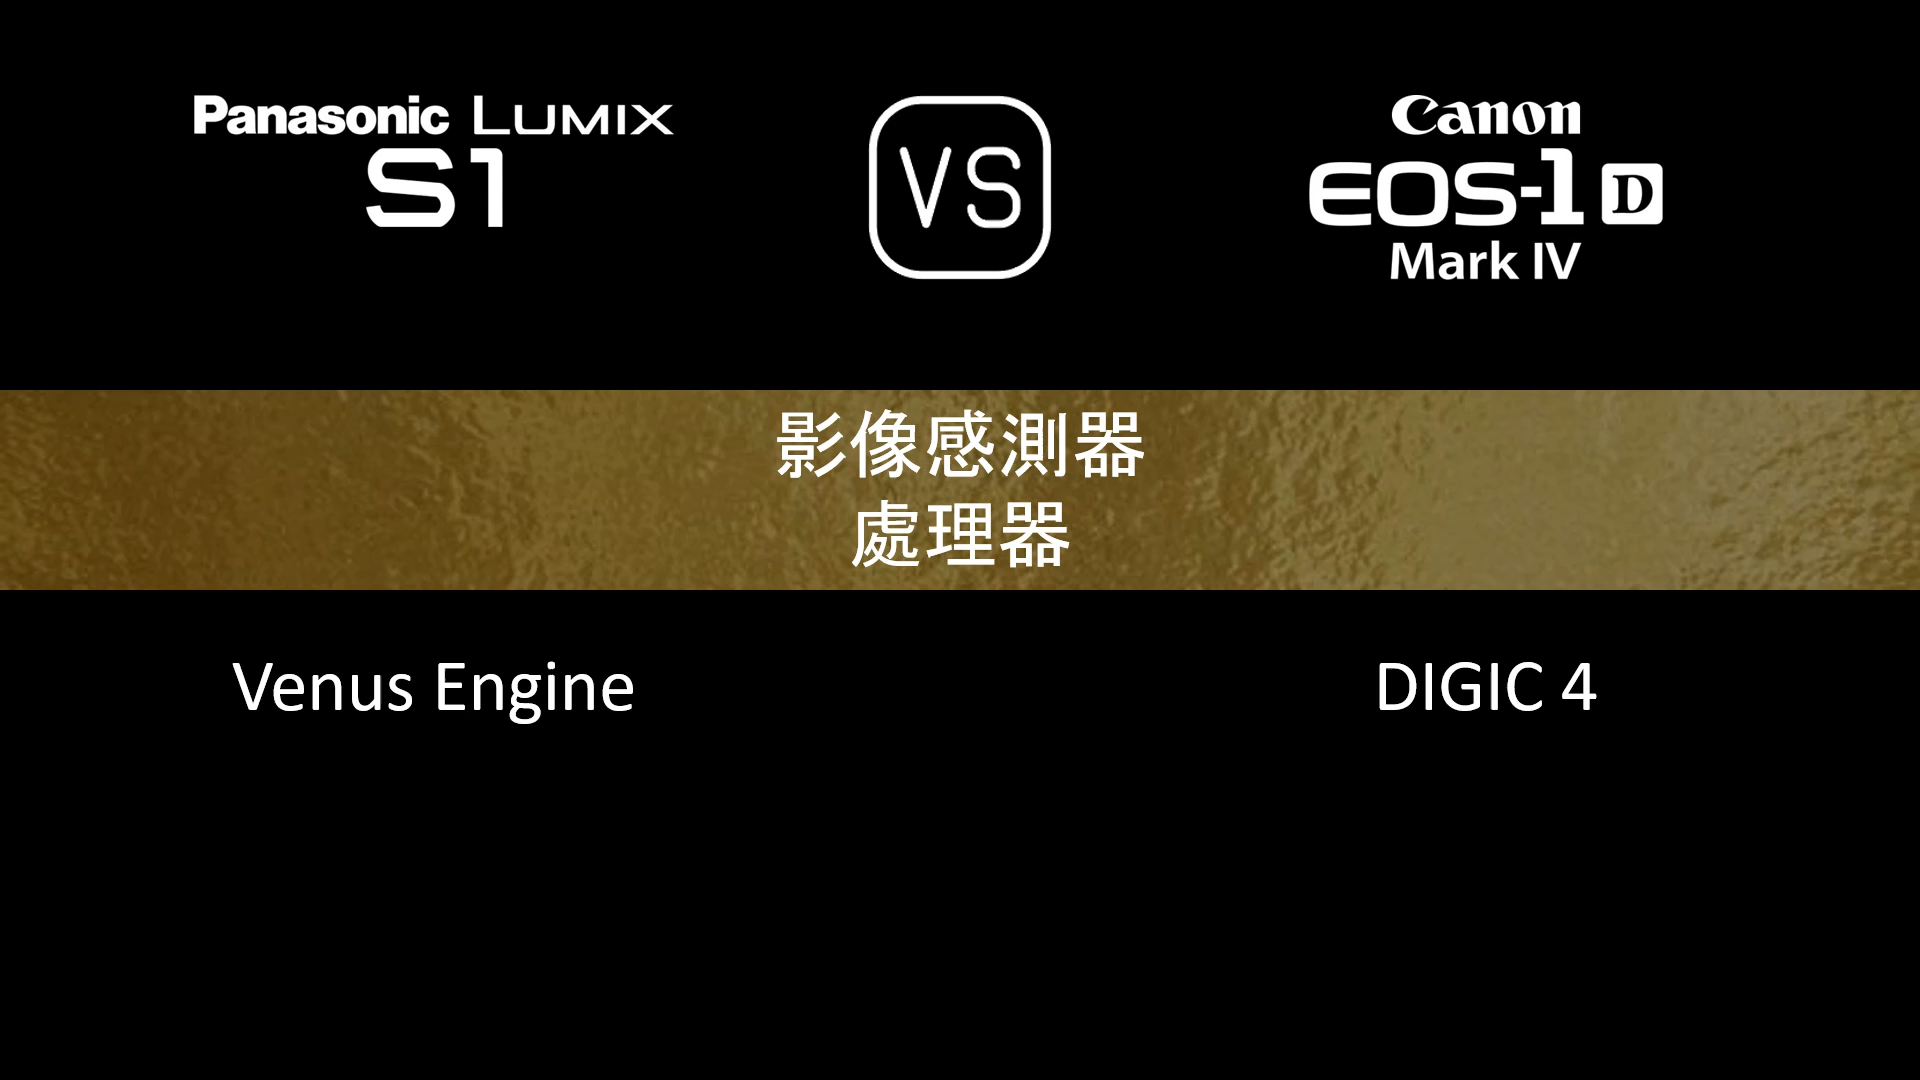 Panasonic LUMIX
S1
VS
Canon
EOS-1 D
Mark IV
影像感測器
處理器
Venus Engine
DIGIC 4